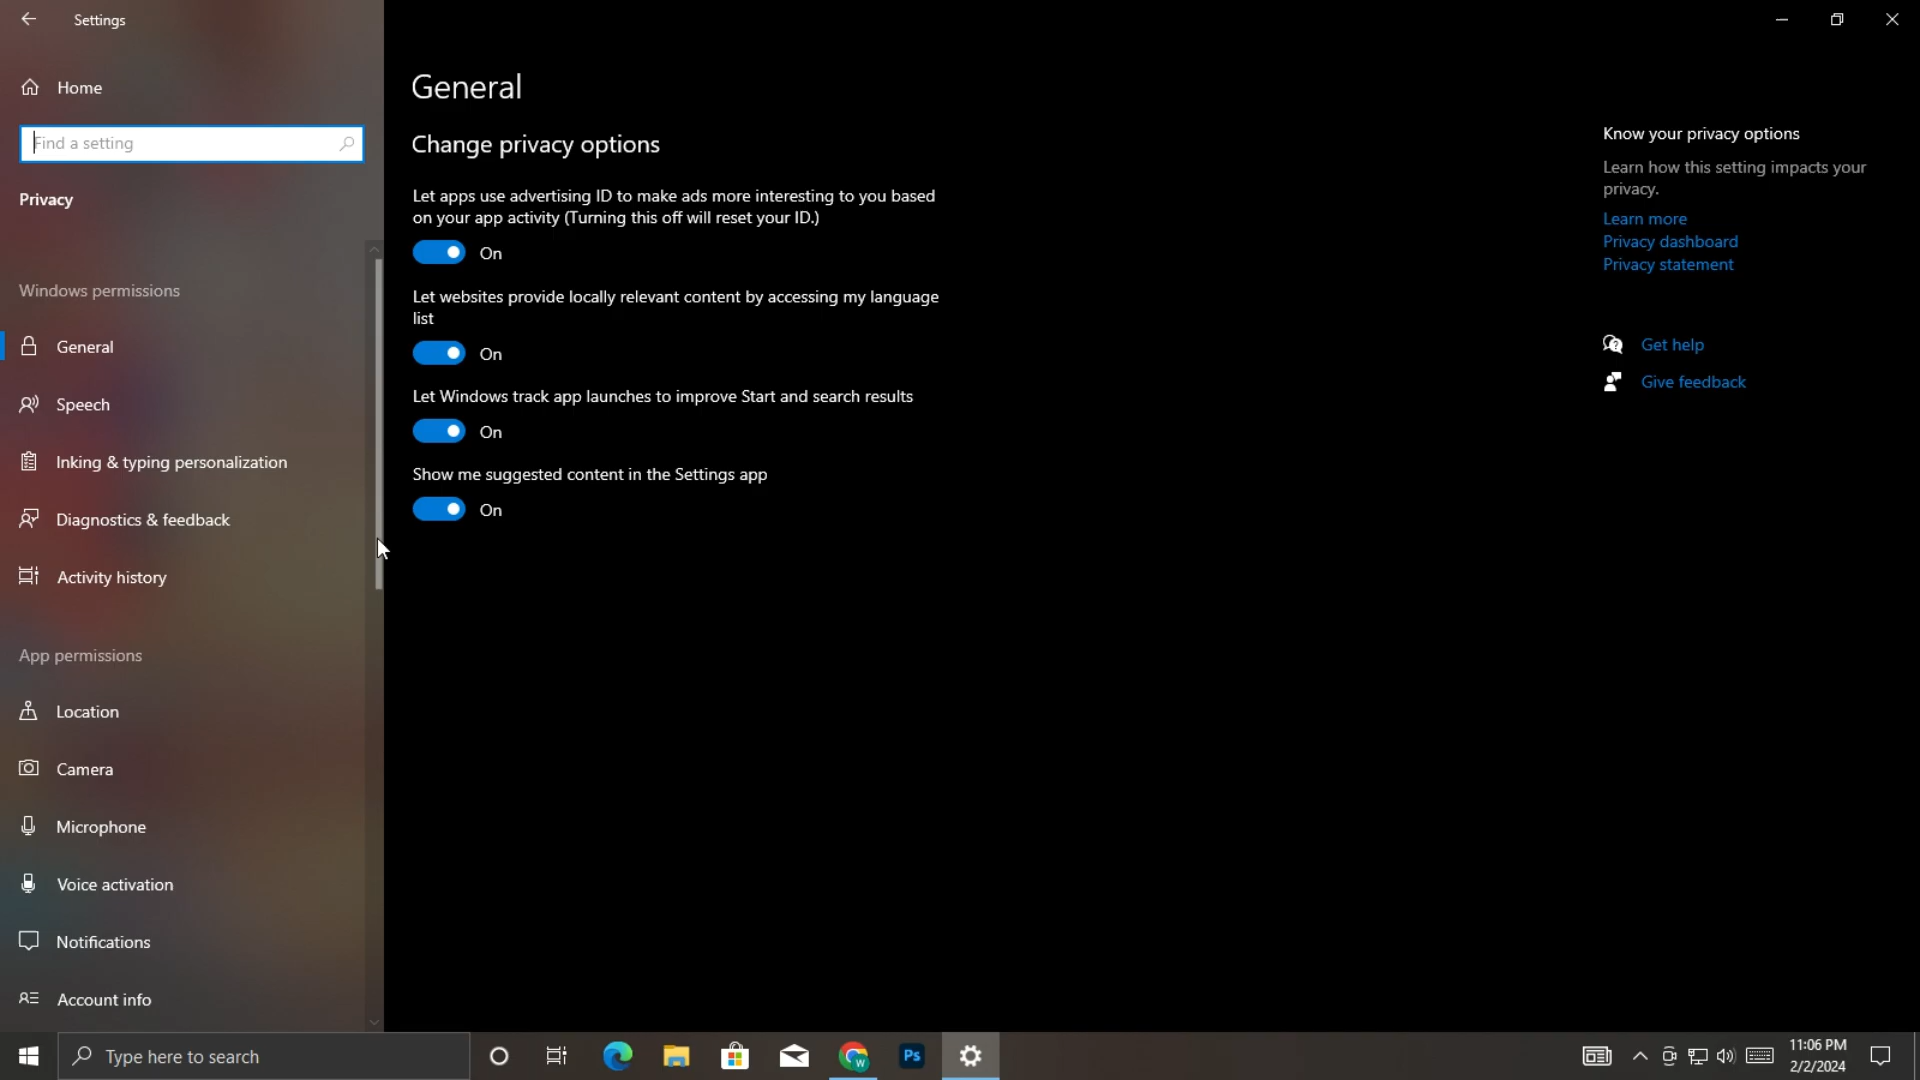 Settings
Home
Find a setting
Privacy
Windows permissions
General
Speech
Inking & typing personalization
Diagnostics & feedback
Activity history
App permissions
Location
Camera
Microphone
Voice activation
Notifications
Account info
General
Change privacy options
Let apps use advertising ID to make ads more interesting to you based
on your app activity (Turning this off will reset your ID.)
On
Let websites provide locally relevant content by accessing my language
list
On
Let Windows track app launches to improve Start and search results
On
Show me suggested content in the Settings app
On
Know your privacy options
Learn how this setting impacts your
privacy.
Learn more
Privacy dashboard
Privacy statement
Get help
Give feedback
Type here to search
W
Ps
11:06 PM
2/2/2024